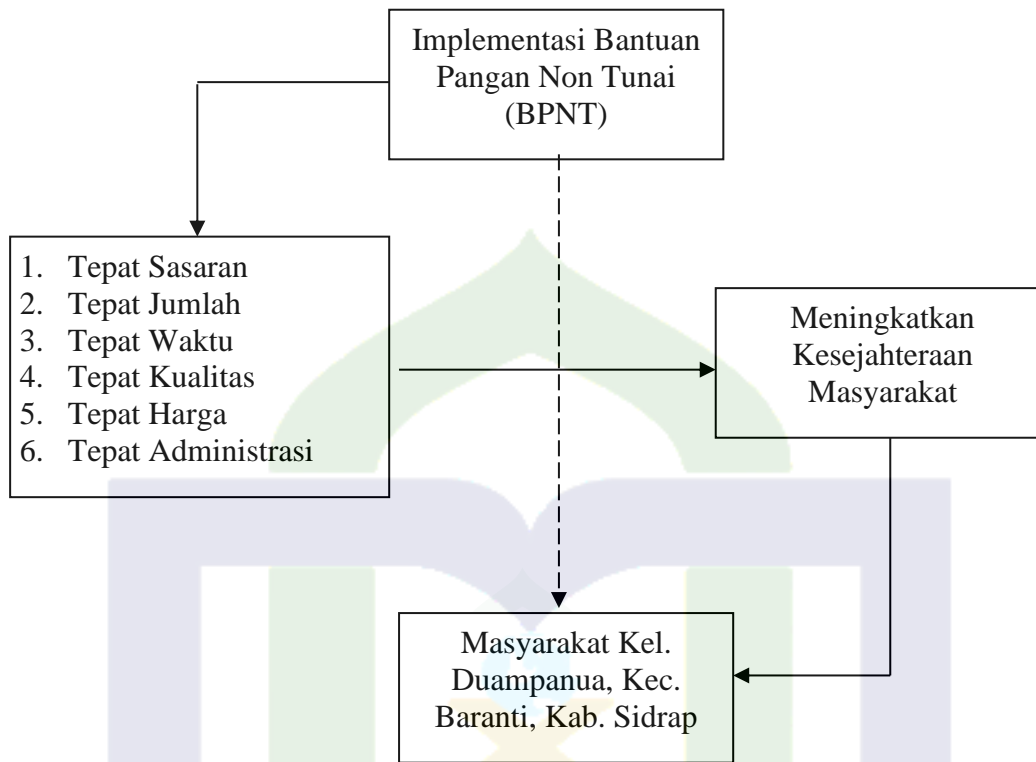 Implementasi Bantuan
Pangan Non Tunai
(BPNT)
1. Tepat Sasaran
2. Tepat Jumlah
3. Tepat Waktu
4. Tepat Kualitas
5. Tepat Harga
6. Tepat Administrasi
Meningkatkan
Kesejahteraan
Masyarakat
Masyarakat Kel.
Duampanua, Kec.
Baranti, Kab. Sidrap